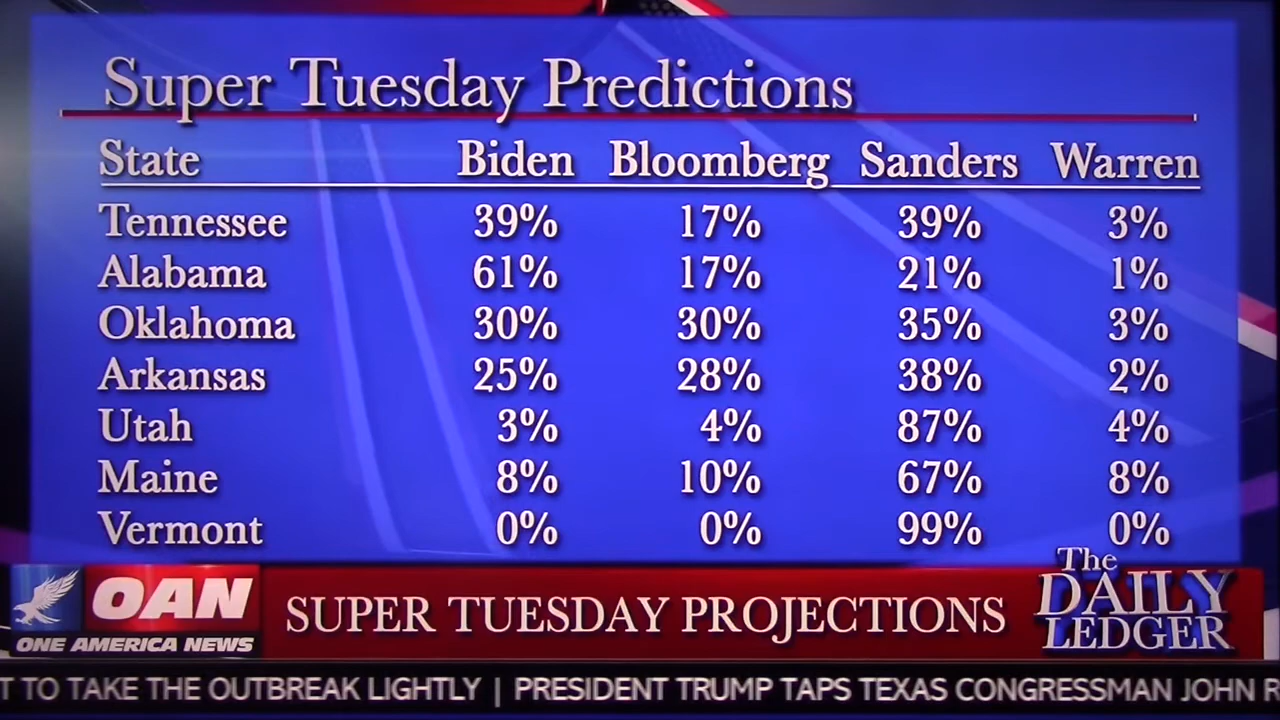 Super Tuesday Predictions
State Biden Bloomberg Sanders Warren
Tennessee 39% 17% 39% 3%
Alabama 61% 17% 21% 1%
Oklahoma 30% 30% 35% 3%
Arkansas 25% 28% 38% 2%
Utah 3% 4% 87% 4%
Maine 8% 10% 67% 8%
Vermont 0% 0% 99% 0%
OAN
ONE AMERICA NEWS
SUPER TUESDAY PROJECTIONS
The
DAILY
LEDGER
T TO TAKE THE OUTBREAK LIGHTLY | PRESIDENT TRUMP TAPS TEXAS CONGRESSMAN JOHN R